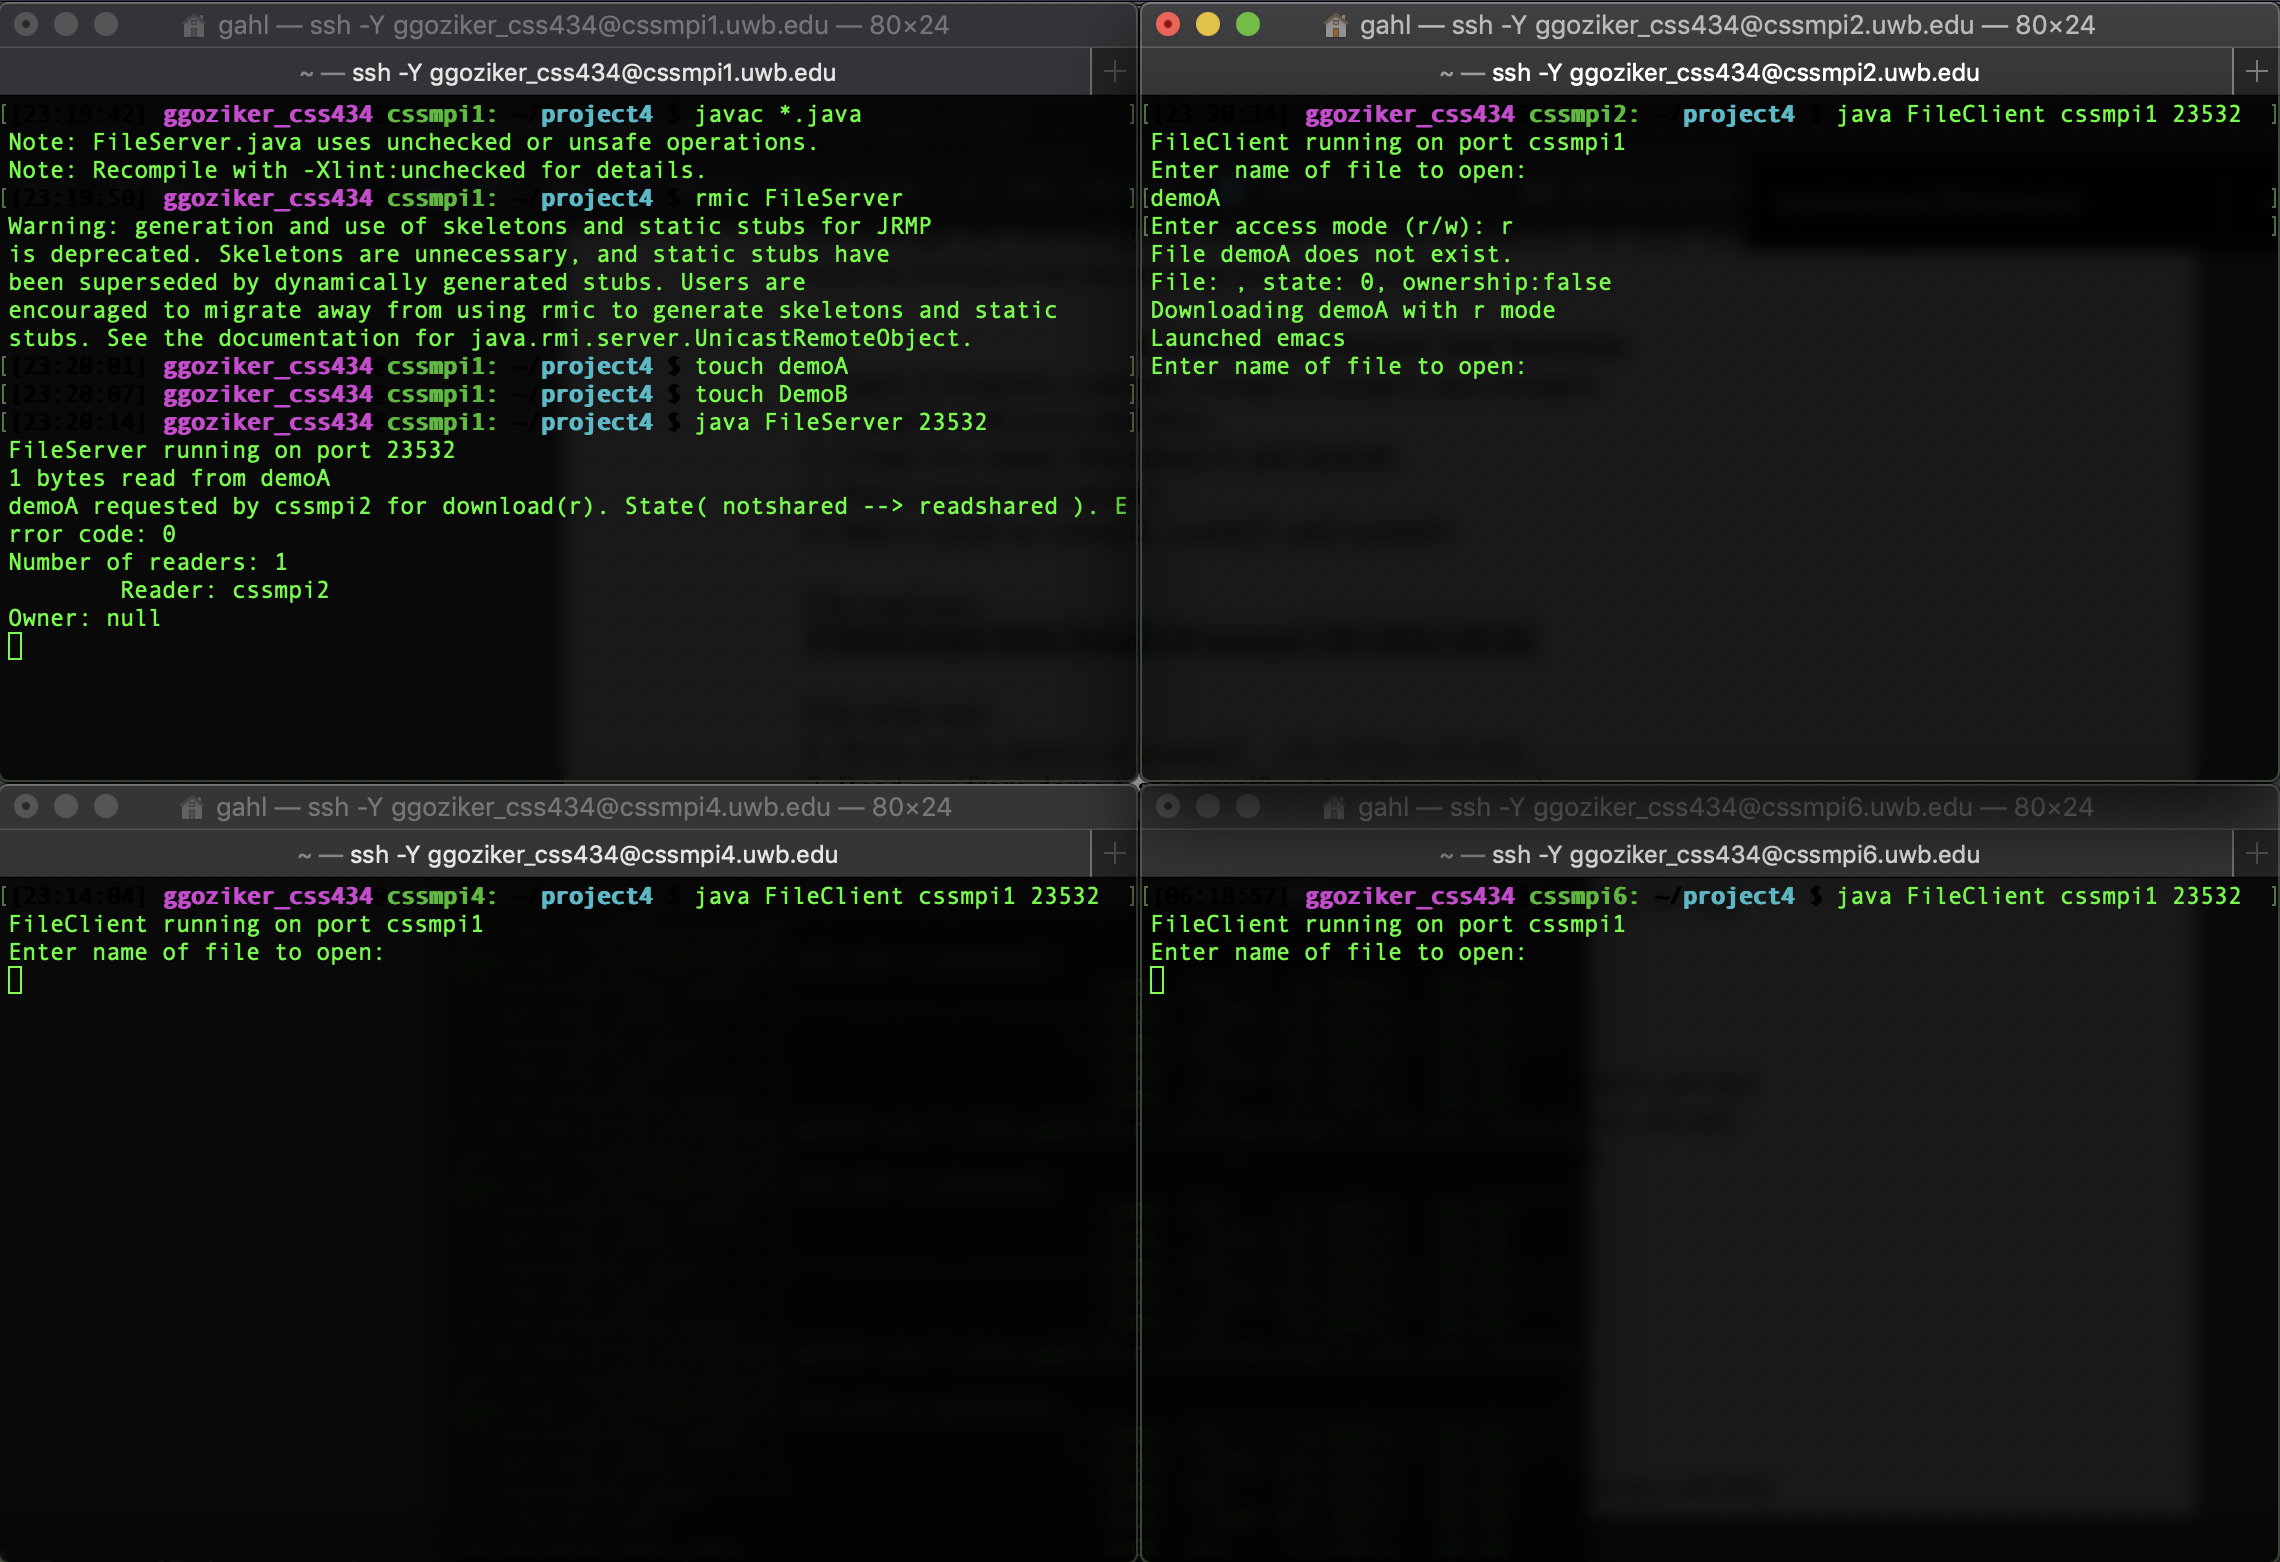 gahl — ssh -Y ggoziker_css434@cssmpi1.uwb.edu — 80×24
~ — ssh -Y ggoziker_css434@cssmpi1.uwb.edu
[[23:19:42] ggoziker_css434 cssmpi1: ~/project4 $ javac *.java ]
Note: FileServer.java uses unchecked or unsafe operations.
Note: Recompile with -Xlint:unchecked for details.
[[23:19:50] ggoziker_css434 cssmpi1: ~/project4 $ rmic FileServer ]
Warning: generation and use of skeletons and static stubs for JRMP
is deprecated. Skeletons are unnecessary, and static stubs have
been superseded by dynamically generated stubs. Users are
encouraged to migrate away from using rmic to generate skeletons and static
stubs. See the documentation for java.rmi.server.UnicastRemoteObject.
[[23:20:01] ggoziker_css434 cssmpi1: ~/project4 $ touch demoA ]
[[23:20:07] ggoziker_css434 cssmpi1: ~/project4 $ touch DemoB ]
[[23:20:14] ggoziker_css434 cssmpi1: ~/project4 $ java FileServer 23532 ]
FileServer running on port 23532
1 bytes read from demoA
demoA requested by cssmpi2 for download(r). State( notshared --> readshared ). E
rror code: 0
Number of readers: 1
Reader: cssmpi2
Owner: null
gahl — ssh -Y ggoziker_css434@cssmpi2.uwb.edu — 80×24
~ — ssh -Y ggoziker_css434@cssmpi2.uwb.edu
[[23:20:34] ggoziker_css434 cssmpi2: ~/project4 $ java FileClient cssmpi1 23532 ]
FileClient running on port cssmpi1
Enter name of file to open:
[demoA ]
[Enter access mode (r/w): r ]
File demoA does not exist.
File: , state: 0, ownership:false
Downloading demoA with r mode
Launched emacs
Enter name of file to open:
gahl — ssh -Y ggoziker_css434@cssmpi4.uwb.edu — 80×24
~ — ssh -Y ggoziker_css434@cssmpi4.uwb.edu
[[23:14:04] ggoziker_css434 cssmpi4: ~/project4 $ java FileClient cssmpi1 23532 ]
FileClient running on port cssmpi1
Enter name of file to open:
gahl — ssh -Y ggoziker_css434@cssmpi6.uwb.edu — 80×24
~ — ssh -Y ggoziker_css434@cssmpi6.uwb.edu
[[06:18:57] ggoziker_css434 cssmpi6: ~/project4 $ java FileClient cssmpi1 23532 ]
FileClient running on port cssmpi1
Enter name of file to open: